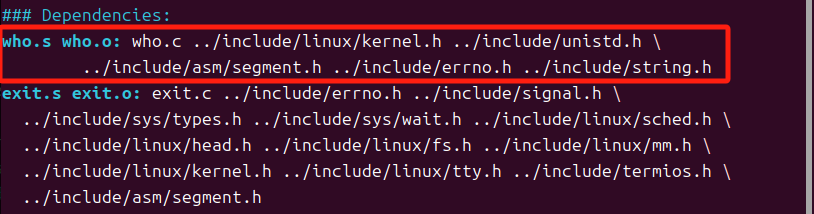 ### Dependencies:
who.s who.o: who.c ../include/linux/kernel.h ../include/unistd.h \
../include/asm/segment.h ../include/errno.h ../include/string.h
exit.s exit.o: exit.c ../include/errno.h ../include/signal.h \
../include/sys/types.h ../include/sys/wait.h ../include/linux/sched.h \
../include/linux/head.h ../include/linux/fs.h ../include/linux/mm.h \
../include/linux/kernel.h ../include/linux/tty.h ../include/termios.h \
../include/asm/segment.h